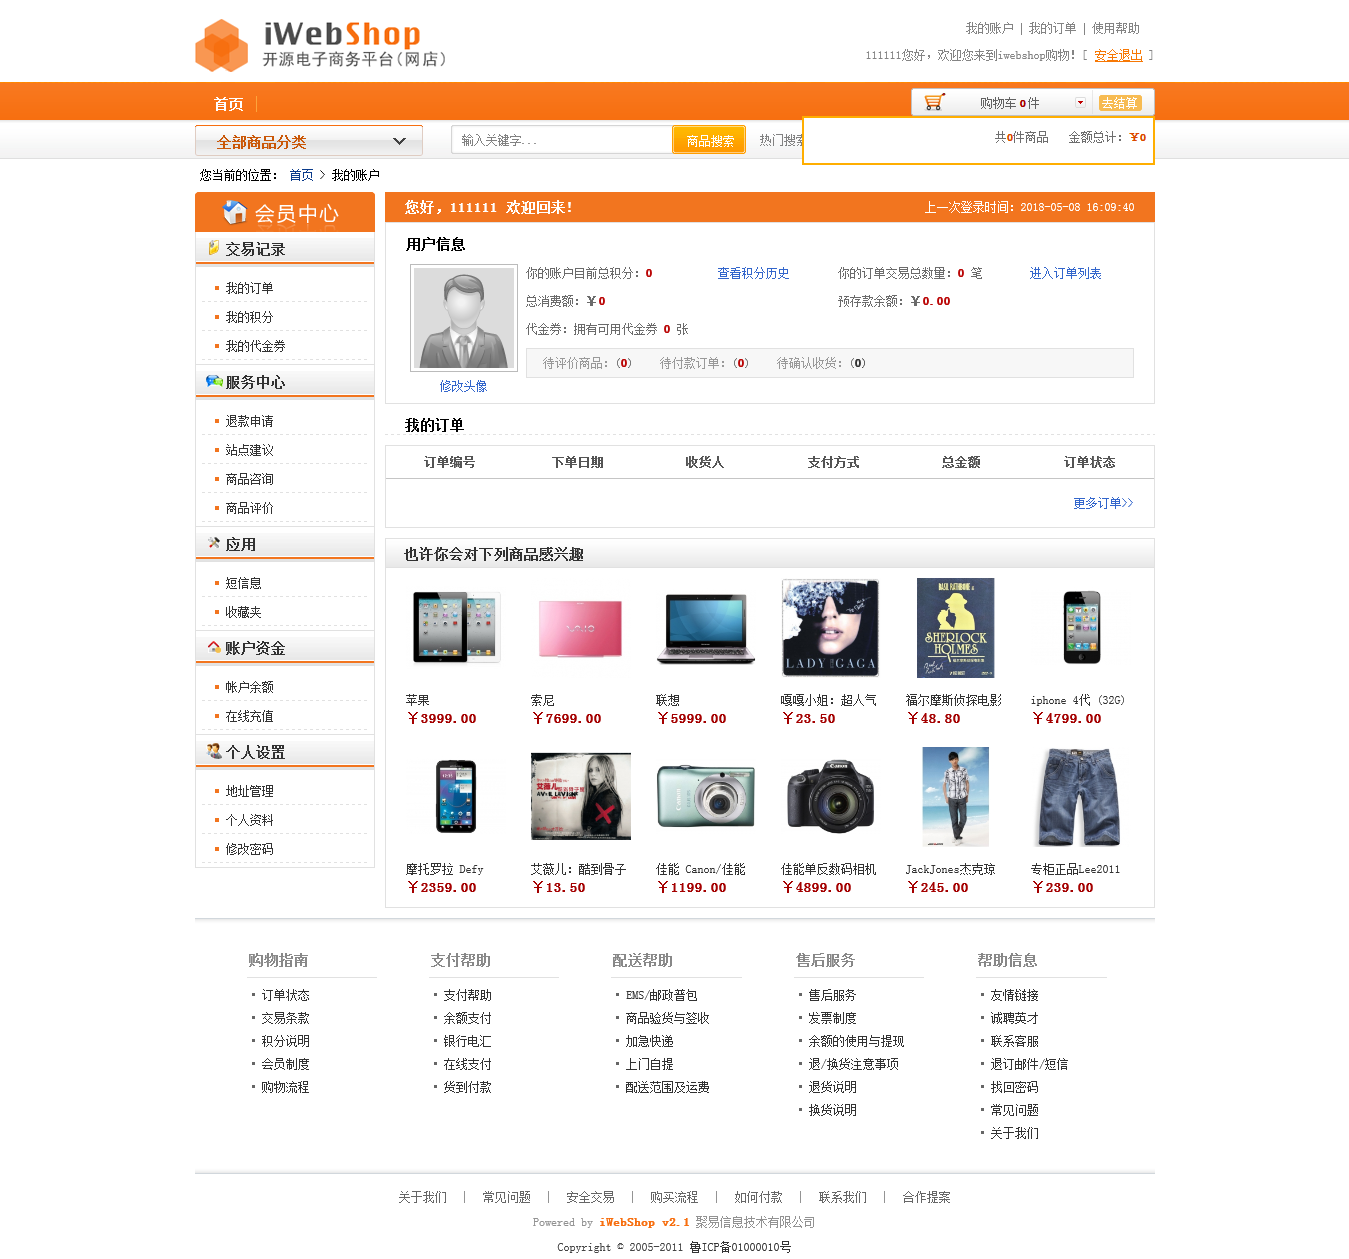 iWebShop
开源电子商务平台(网店)
我的账户 | 我的订单 | 使用帮助
111111您好，欢迎您来到iwebshop购物！[ 安全退出 ]
首页
购物车 0 件
去结算
全部商品分类
输入关键字...
商品搜索
热门搜索
共0件商品 金额总计：￥0
您当前的位置： 首页 > 我的账户
会员中心
交易记录
我的订单
我的积分
我的代金券
服务中心
退款申请
站点建议
商品咨询
商品评价
应用
短信息
收藏夹
账户资金
帐户余额
在线充值
个人设置
地址管理
个人资料
修改密码
您好，111111 欢迎回来！
上一次登录时间：2018-05-08 16:09:40
用户信息
你的账户目前总积分：0 查看积分历史 你的订单交易总数量：0 笔 进入订单列表
总消费额：￥0 预存款余额：￥0.00
代金券：拥有可用代金券 0 张
待评价商品：(0) 待付款订单：(0) 待确认收货：(0)
修改头像
我的订单
订单编号 下单日期 收货人 支付方式 总金额 订单状态
更多订单>>
也许你会对下列商品感兴趣
VAIO
LADY GAGA
BASIL RATHBONE
SHERLOCK HOLMES
苹果 索尼 联想 嘎嘎小姐：超人气 福尔摩斯侦探电影 iphone 4代 (32G)
￥3999.00 ￥7699.00 ￥5999.00 ￥23.50 ￥48.80 ￥4799.00
Canon
摩托罗拉 Defy 艾薇儿：酷到骨子 佳能 Canon/佳能 佳能单反数码相机 JackJones杰克琼 专柜正品Lee2011
￥2359.00 ￥13.50 ￥1199.00 ￥4899.00 ￥245.00 ￥239.00
购物指南
订单状态
交易条款
积分说明
会员制度
购物流程
支付帮助
支付帮助
余额支付
银行电汇
在线支付
货到付款
配送帮助
EMS/邮政普包
商品验货与签收
加急快递
上门自提
配送范围及运费
售后服务
售后服务
发票制度
余额的使用与提现
退/换货注意事项
退货说明
换货说明
帮助信息
友情链接
诚聘英才
联系客服
退订邮件/短信
找回密码
常见问题
关于我们
关于我们 | 常见问题 | 安全交易 | 购买流程 | 如何付款 | 联系我们 | 合作提案
Powered by iWebShop v2.1 聚易信息技术有限公司
Copyright © 2005-2011 鲁ICP备01000010号